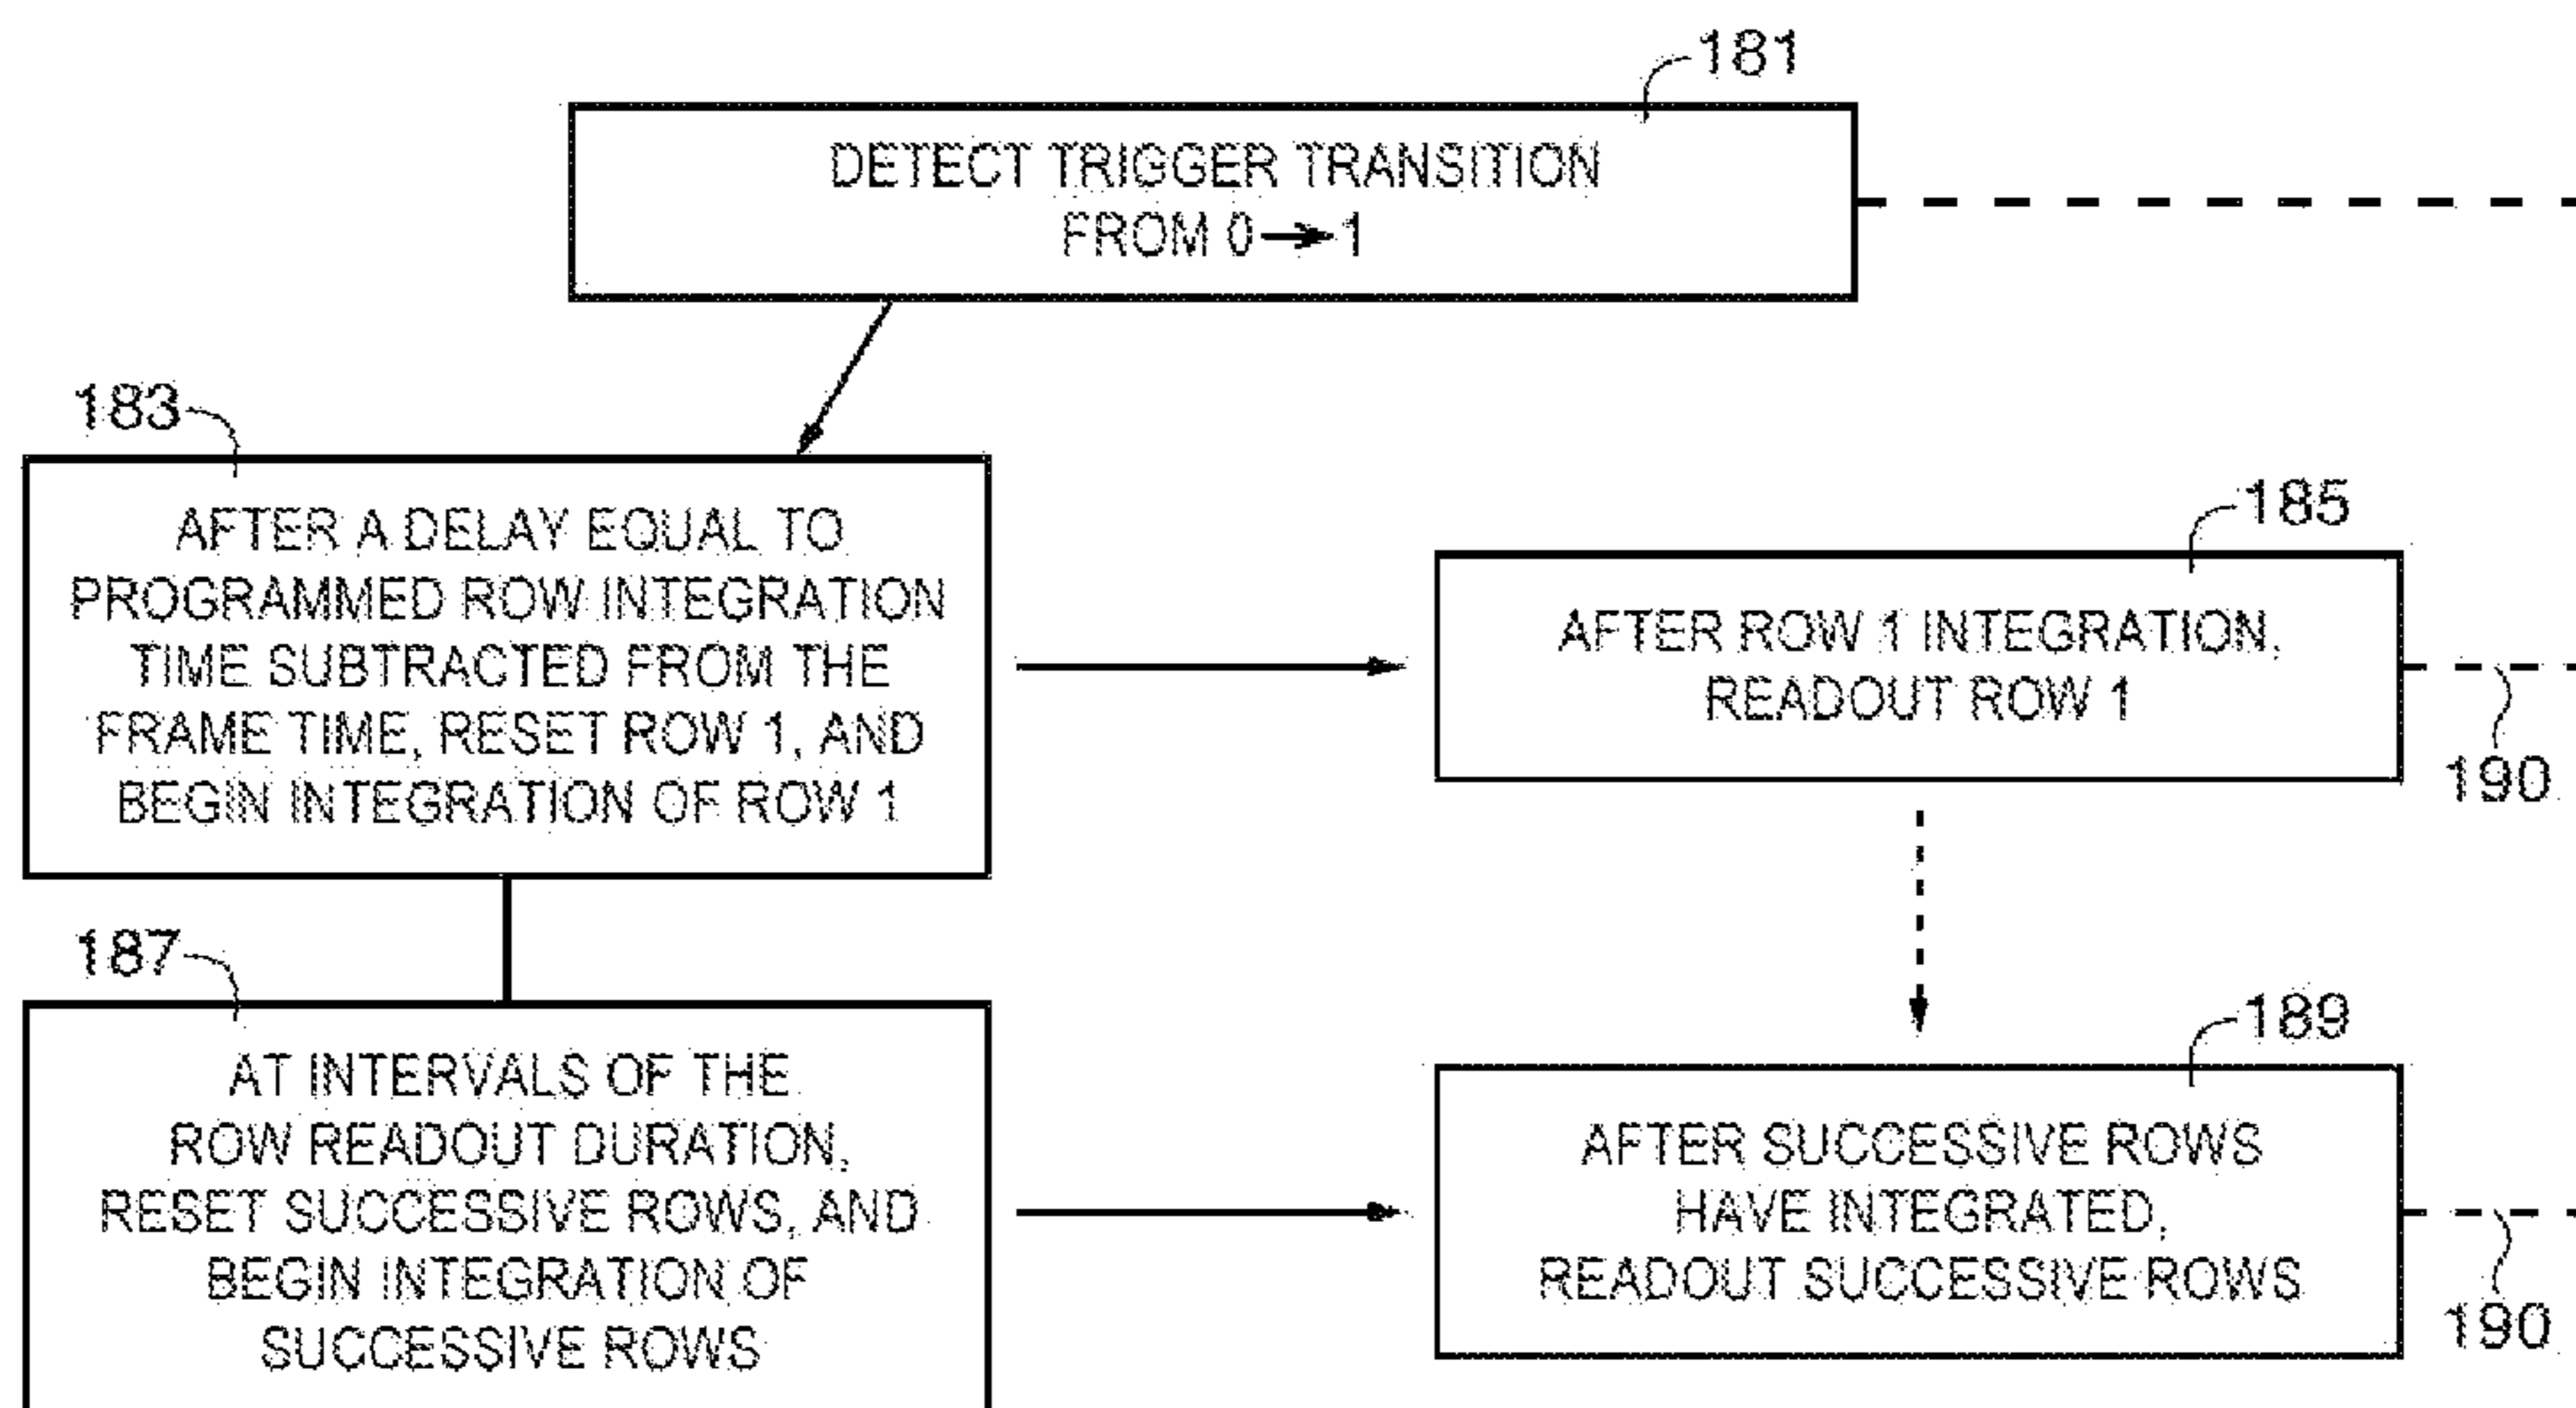 181
DETECT TRIGGER TRANSITION
FROM 0→1
183
AFTER A DELAY EQUAL TO
PROGRAMMED ROW INTEGRATION
TIME SUBTRACTED FROM THE
FRAME TIME, RESET ROW 1, AND
BEGIN INTEGRATION OF ROW 1
185
AFTER ROW 1 INTEGRATION,
READOUT ROW 1
190
187
AT INTERVALS OF THE
ROW READOUT DURATION,
RESET SUCCESSIVE ROWS, AND
BEGIN INTEGRATION OF
SUCCESSIVE ROWS
189
AFTER SUCCESSIVE ROWS
HAVE INTEGRATED,
READOUT SUCCESSIVE ROWS
190